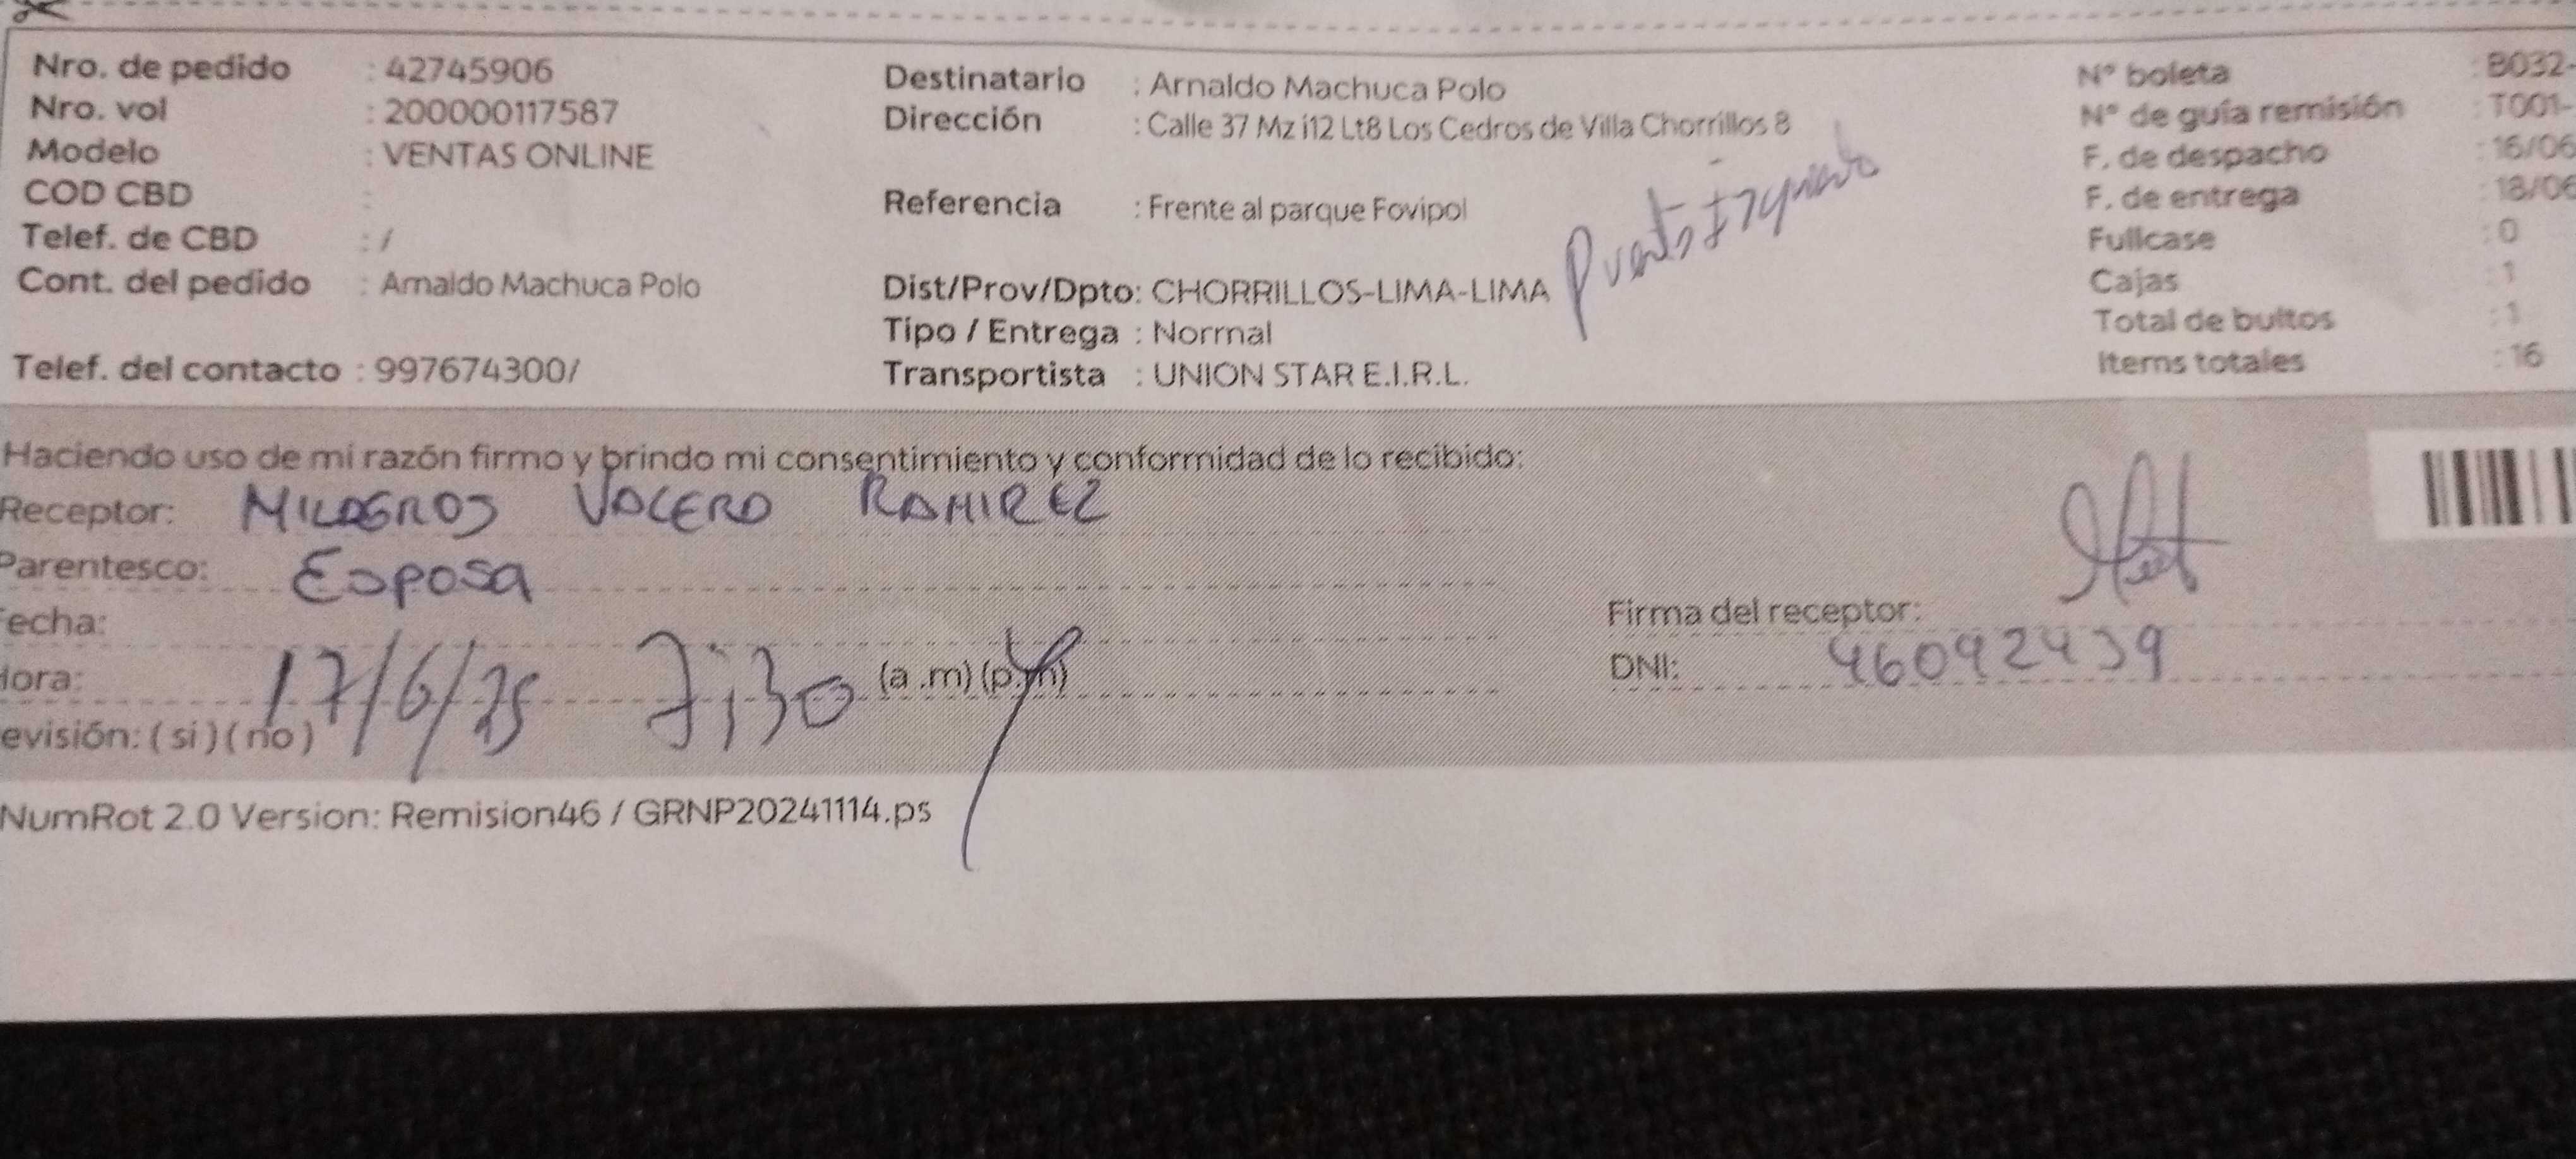 Nro. de pedido : 42745906
Nro. vol : 200000117587
Modelo : VENTAS ONLINE
COD CBD :
Telef. de CBD : /
Cont. del pedido : Arnaldo Machuca Polo
Telef. del contacto : 997674300/
Destinatario : Arnaldo Machuca Polo
Dirección : Calle 37 Mz i12 Lt8 Los Cedros de Villa Chorrillos 8
Referencia : Frente al parque Fovipol
Dist/Prov/Dpto: CHORRILLOS-LIMA-LIMA
Tipo / Entrega : Normal
Transportista : UNION STAR E.I.R.L.
N° boleta : B032-
N° de guía remisión : T001-
F. de despacho : 16/06
F. de entrega : 18/06
Fullcase : 0
Cajas : 1
Total de bultos : 1
Items totales : 16
Haciendo uso de mi razón firmo y brindo mi consentimiento y conformidad de lo recibido:
Receptor: MILAGROS VALERO RAMIREZ
Parentesco: Esposa
echa:
ora: 17/6/25 7:30 (a .m) (p.m)
evisión: ( si ) ( no )
Firma del receptor:
DNI: 46092439
NumRot 2.0 Version: Remision46 / GRNP20241114.ps